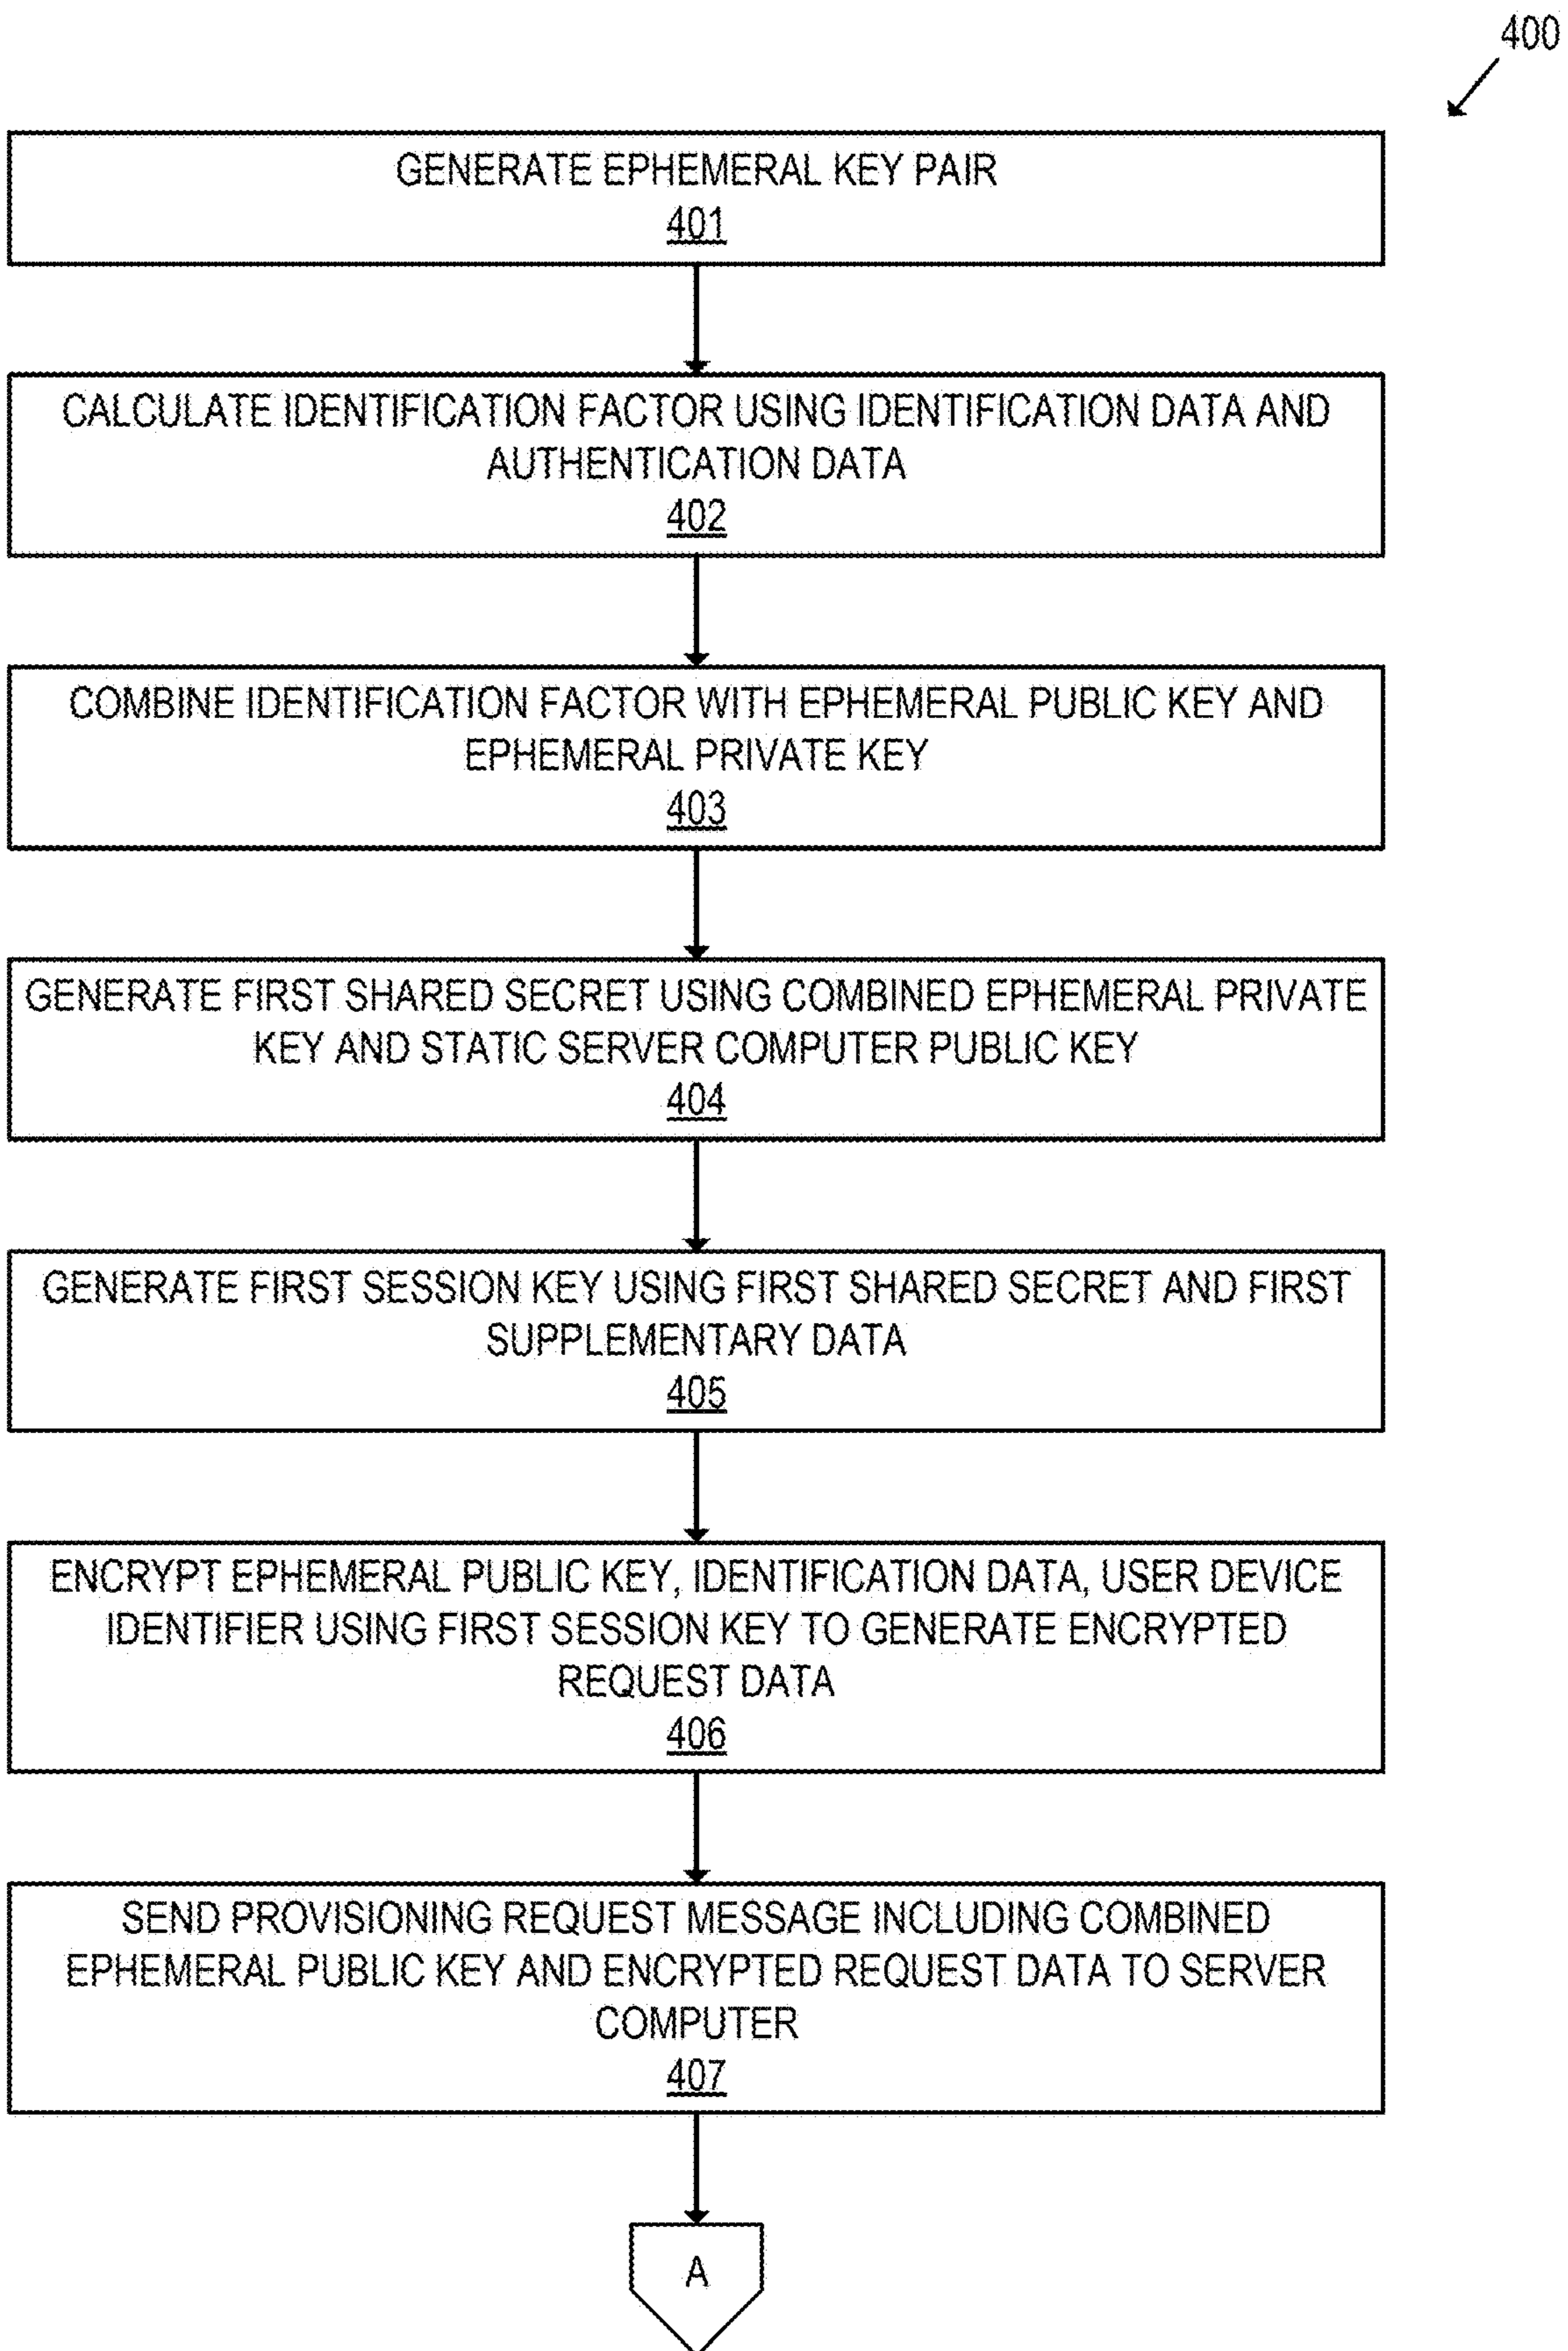 400
GENERATE EPHEMERAL KEY PAIR
401
CALCULATE IDENTIFICATION FACTOR USING IDENTIFICATION DATA AND
AUTHENTICATION DATA
402
COMBINE IDENTIFICATION FACTOR WITH EPHEMERAL PUBLIC KEY AND
EPHEMERAL PRIVATE KEY
403
GENERATE FIRST SHARED SECRET USING COMBINED EPHEMERAL PRIVATE
KEY AND STATIC SERVER COMPUTER PUBLIC KEY
404
GENERATE FIRST SESSION KEY USING FIRST SHARED SECRET AND FIRST
SUPPLEMENTARY DATA
405
ENCRYPT EPHEMERAL PUBLIC KEY, IDENTIFICATION DATA, USER DEVICE
IDENTIFIER USING FIRST SESSION KEY TO GENERATE ENCRYPTED
REQUEST DATA
406
SEND PROVISIONING REQUEST MESSAGE INCLUDING COMBINED
EPHEMERAL PUBLIC KEY AND ENCRYPTED REQUEST DATA TO SERVER
COMPUTER
407
A